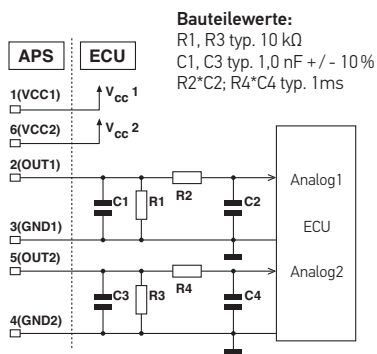 Bauteilewerte:
R1, R3 typ. 10 kΩ
C1, C3 typ. 1,0 nF +/- 10 %
R2*C2; R4*C4 typ. 1ms
APS
ECU
1(VCC1)
Vcc 1
6(VCC2)
Vcc 2
2(OUT1)
R2
Analog1
C1
R1
C2
ECU
3(GND1)
5(OUT2)
Analog2
R4
C3
R3
C4
4(GND2)